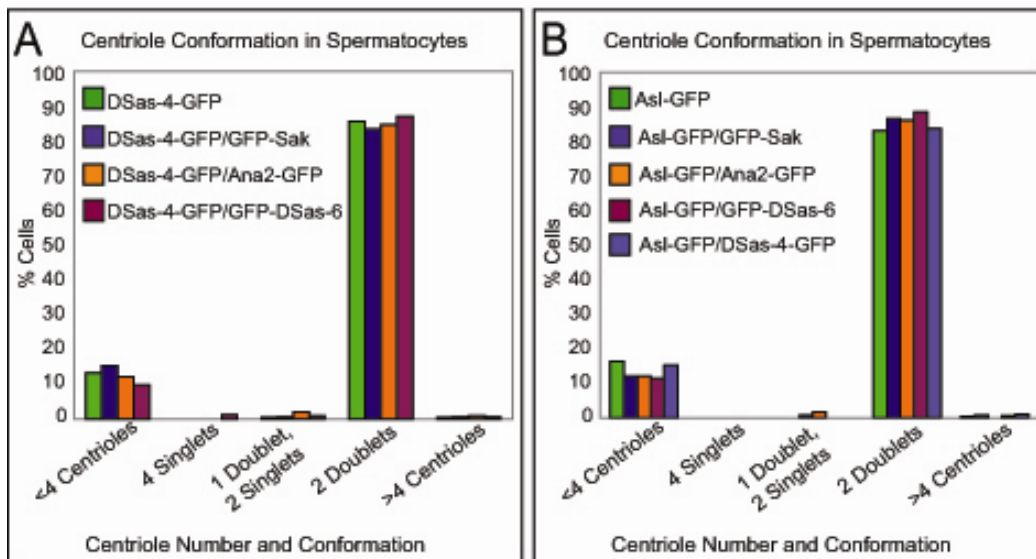 A
Centriole Conformation in Spermatocytes
100
90
80
70
60
50
40
30
20
10
0
% Cells
DSas-4-GFP
DSas-4-GFP/GFP-Sak
DSas-4-GFP/Ana2-GFP
DSas-4-GFP/GFP-DSas-6
<4 Centrioles
4 Singlets
1 Doublet,
2 Singlets
2 Doublets
>4 Centrioles
Centriole Number and Conformation
B
Centriole Conformation in Spermatocytes
100
90
80
70
60
50
40
30
20
10
0
% Cells
Asl-GFP
Asl-GFP/GFP-Sak
Asl-GFP/Ana2-GFP
Asl-GFP/GFP-DSas-6
Asl-GFP/DSas-4-GFP
<4 Centrioles
4 Singlets
1 Doublet,
2 Singlets
2 Doublets
>4 Centrioles
Centriole Number and Conformation